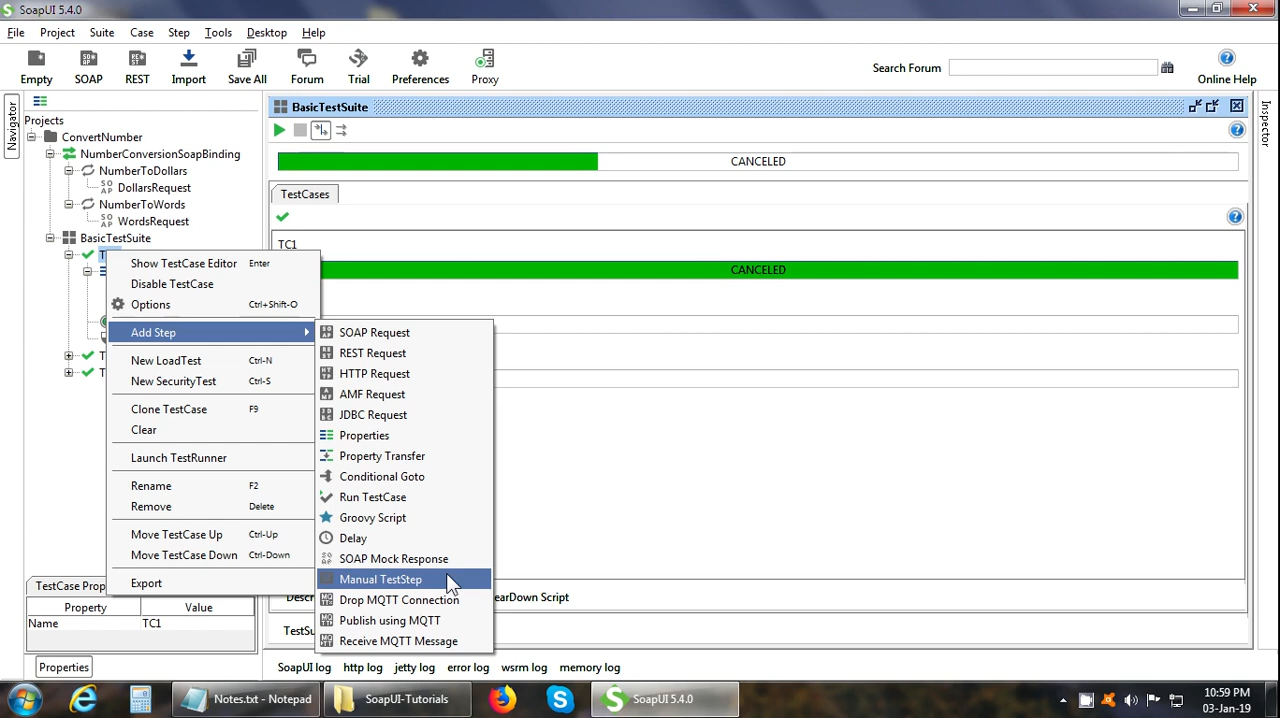 SoapUI 5.4.0
File Project Suite Case Step Tools Desktop Help
Empty SOAP REST Import Save All Forum Trial Preferences Proxy
Search Forum
Online Help
Navigator
Projects
ConvertNumber
NumberConversionSoapBinding
NumberToDollars
DollarsRequest
NumberToWords
WordsRequest
BasicTestSuite
Show TestCase Editor Enter
Disable TestCase
Options Ctrl+Shift-O
Add Step
New LoadTest Ctrl-N
New SecurityTest Ctrl-S
Clone TestCase F9
Clear
Launch TestRunner
Rename F2
Remove Delete
Move TestCase Up Ctrl-Up
Move TestCase Down Ctrl-Down
Export
SOAP Request
REST Request
HTTP Request
AMF Request
JDBC Request
Properties
Property Transfer
Conditional Goto
Run TestCase
Groovy Script
Delay
SOAP Mock Response
Manual TestStep
Drop MQTT Connection
Publish using MQTT
Receive MQTT Message
BasicTestSuite
CANCELED
TestCases
TC1
CANCELED
Inspector
TestCase Prop
Property Value
Name TC1
Properties
SoapUI log http log jetty log error log wsrm log memory log
Notes.txt - Notepad
SoapUI-Tutorials
SoapUI 5.4.0
10:59 PM
03-Jan-19